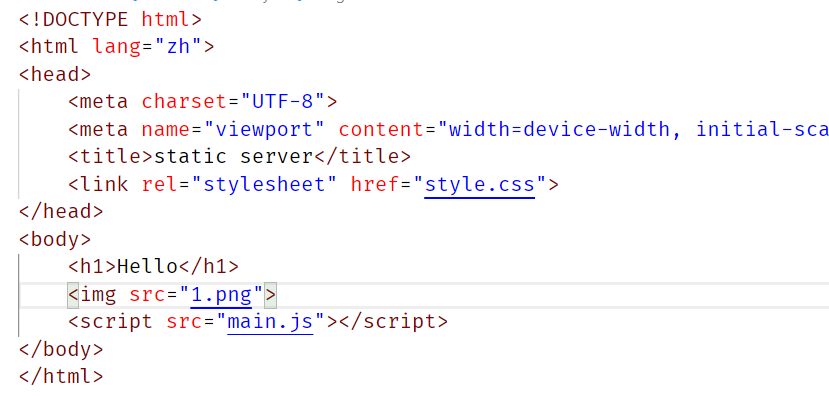 <!DOCTYPE html>
<html lang="zh">
<head>
    <meta charset="UTF-8">
    <meta name="viewport" content="width=device-width, initial-sca
    <title>static server</title>
    <link rel="stylesheet" href="style.css">
</head>
<body>
    <h1>Hello</h1>
    <img src="1.png">
    <script src="main.js"></script>
</body>
</html>